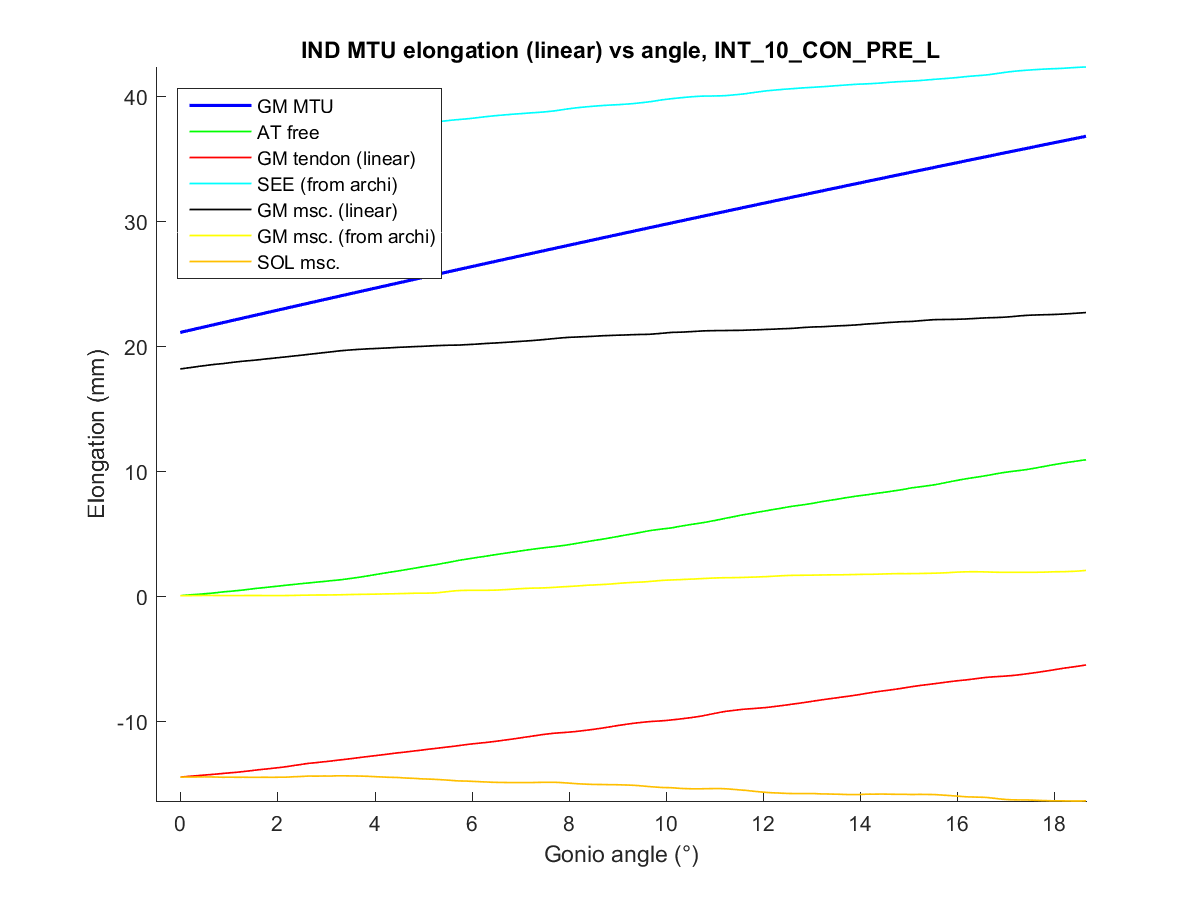 IND MTU elongation (linear) vs angle, INT_10_CON_PRE_L
GM MTU
AT free
GM tendon (linear)
SEE (from archi)
GM msc. (linear)
GM msc. (from archi)
SOL msc.
Elongation (mm)
40
30
20
10
0
-10
0 2 4 6 8 10 12 14 16 18
Gonio angle (°)